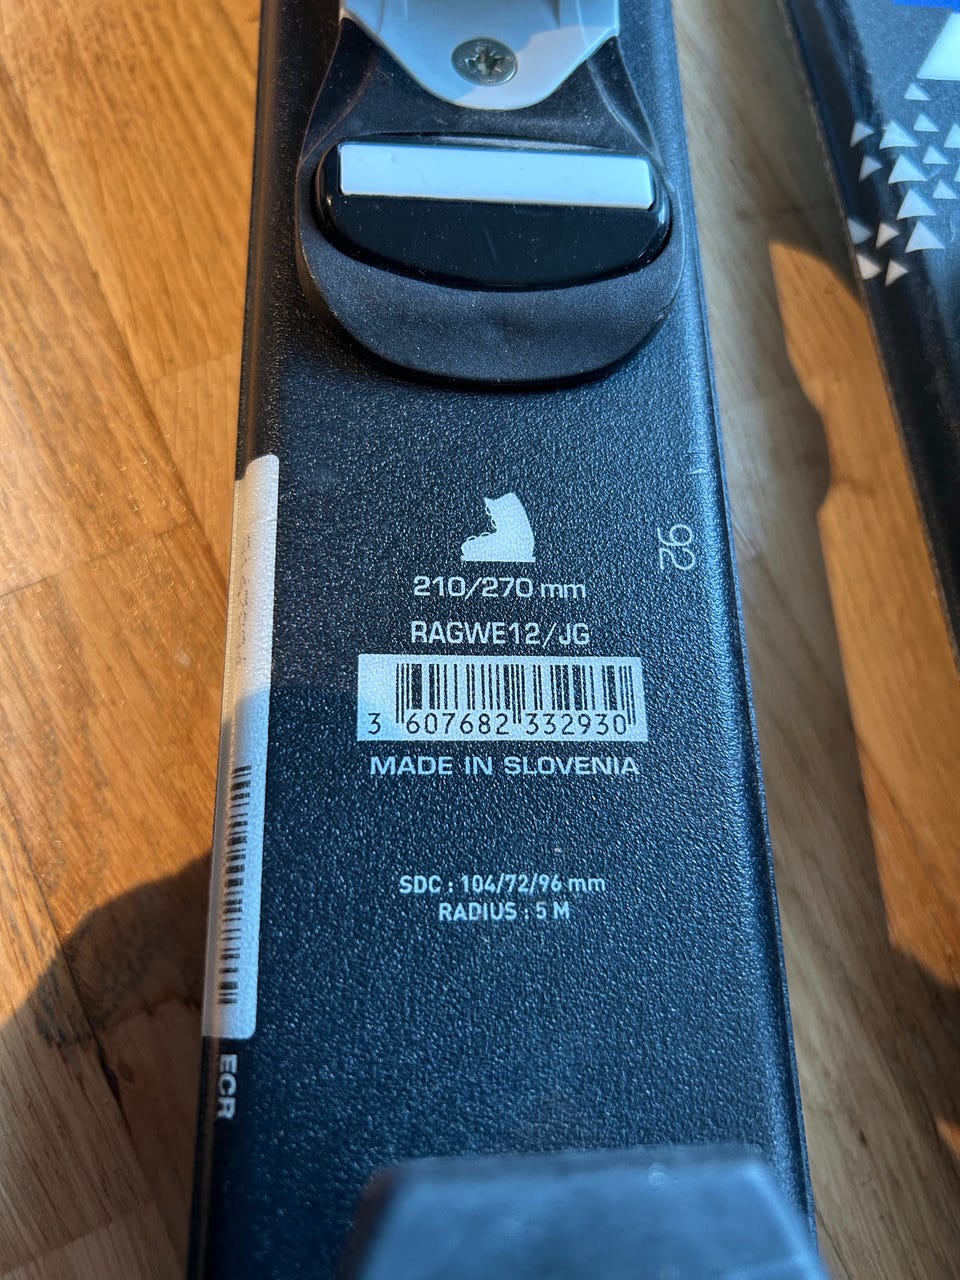 92
210/270 mm
RAGWE12/JG
3 607682 332930
MADE IN SLOVENIA
SDC : 104/72/96 mm
RADIUS : 5 M
ECR